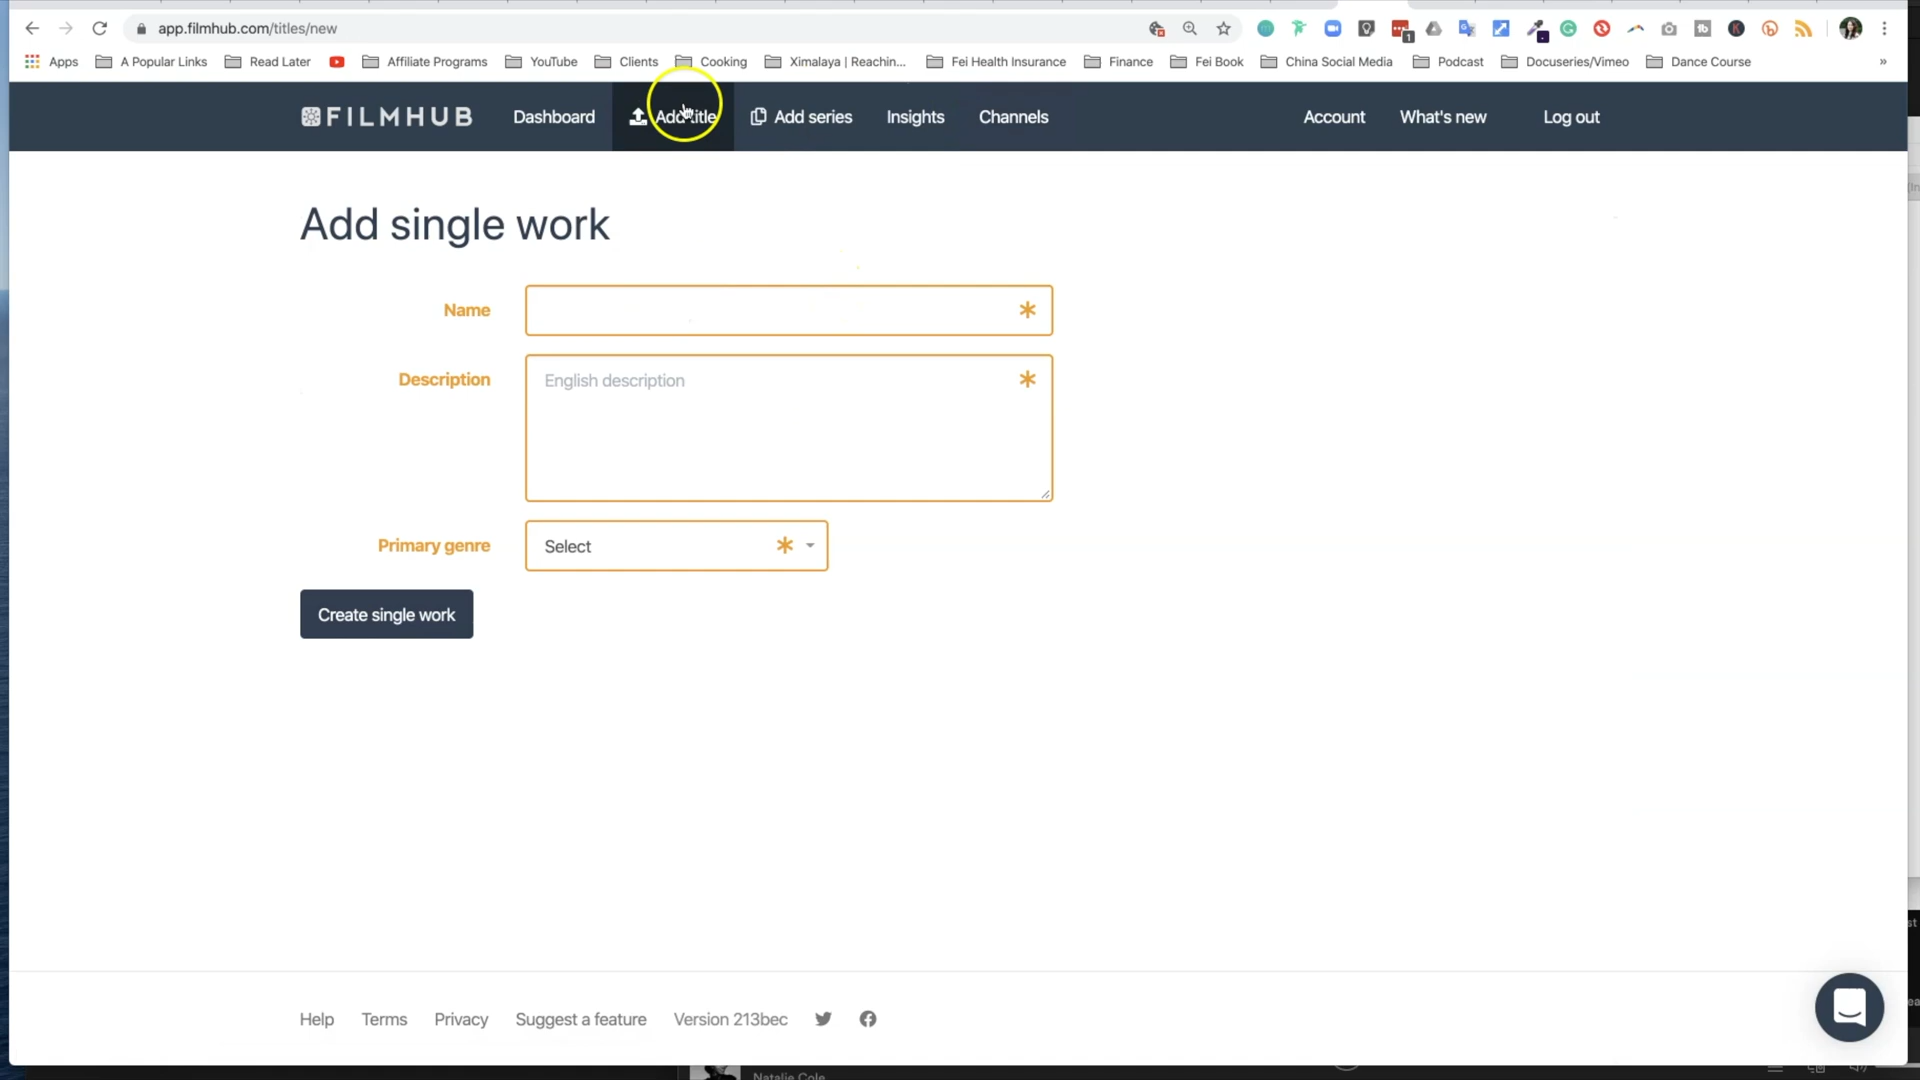 app.filmhub.com/titles/new
Apps A Popular Links Read Later Affiliate Programs YouTube Clients Cooking Ximalaya | Reachin... Fei Health Insurance Finance Fei Book China Social Media Podcast Docuseries/Vimeo Dance Course »
FILMHUB Dashboard Add title Add series Insights Channels Account What's new Log out
Add single work
Name
Description English description
Primary genre Select
Create single work
Help Terms Privacy Suggest a feature Version 213bec
Natalie Cole